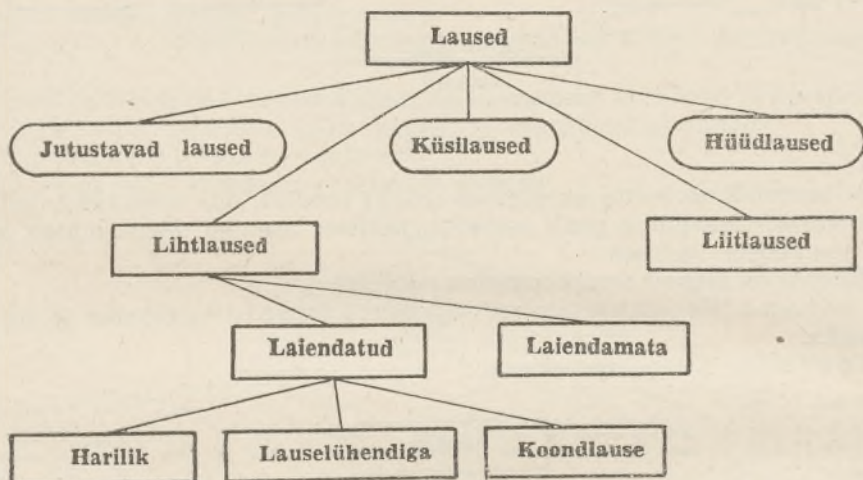 Laused
Jutustavad laused
Küsilaused
Hüüdlaused
Lihtlaused
Liitlaused
Laiendatud
Laiendamata
Harilik
Lauselühendiga
Koondlause